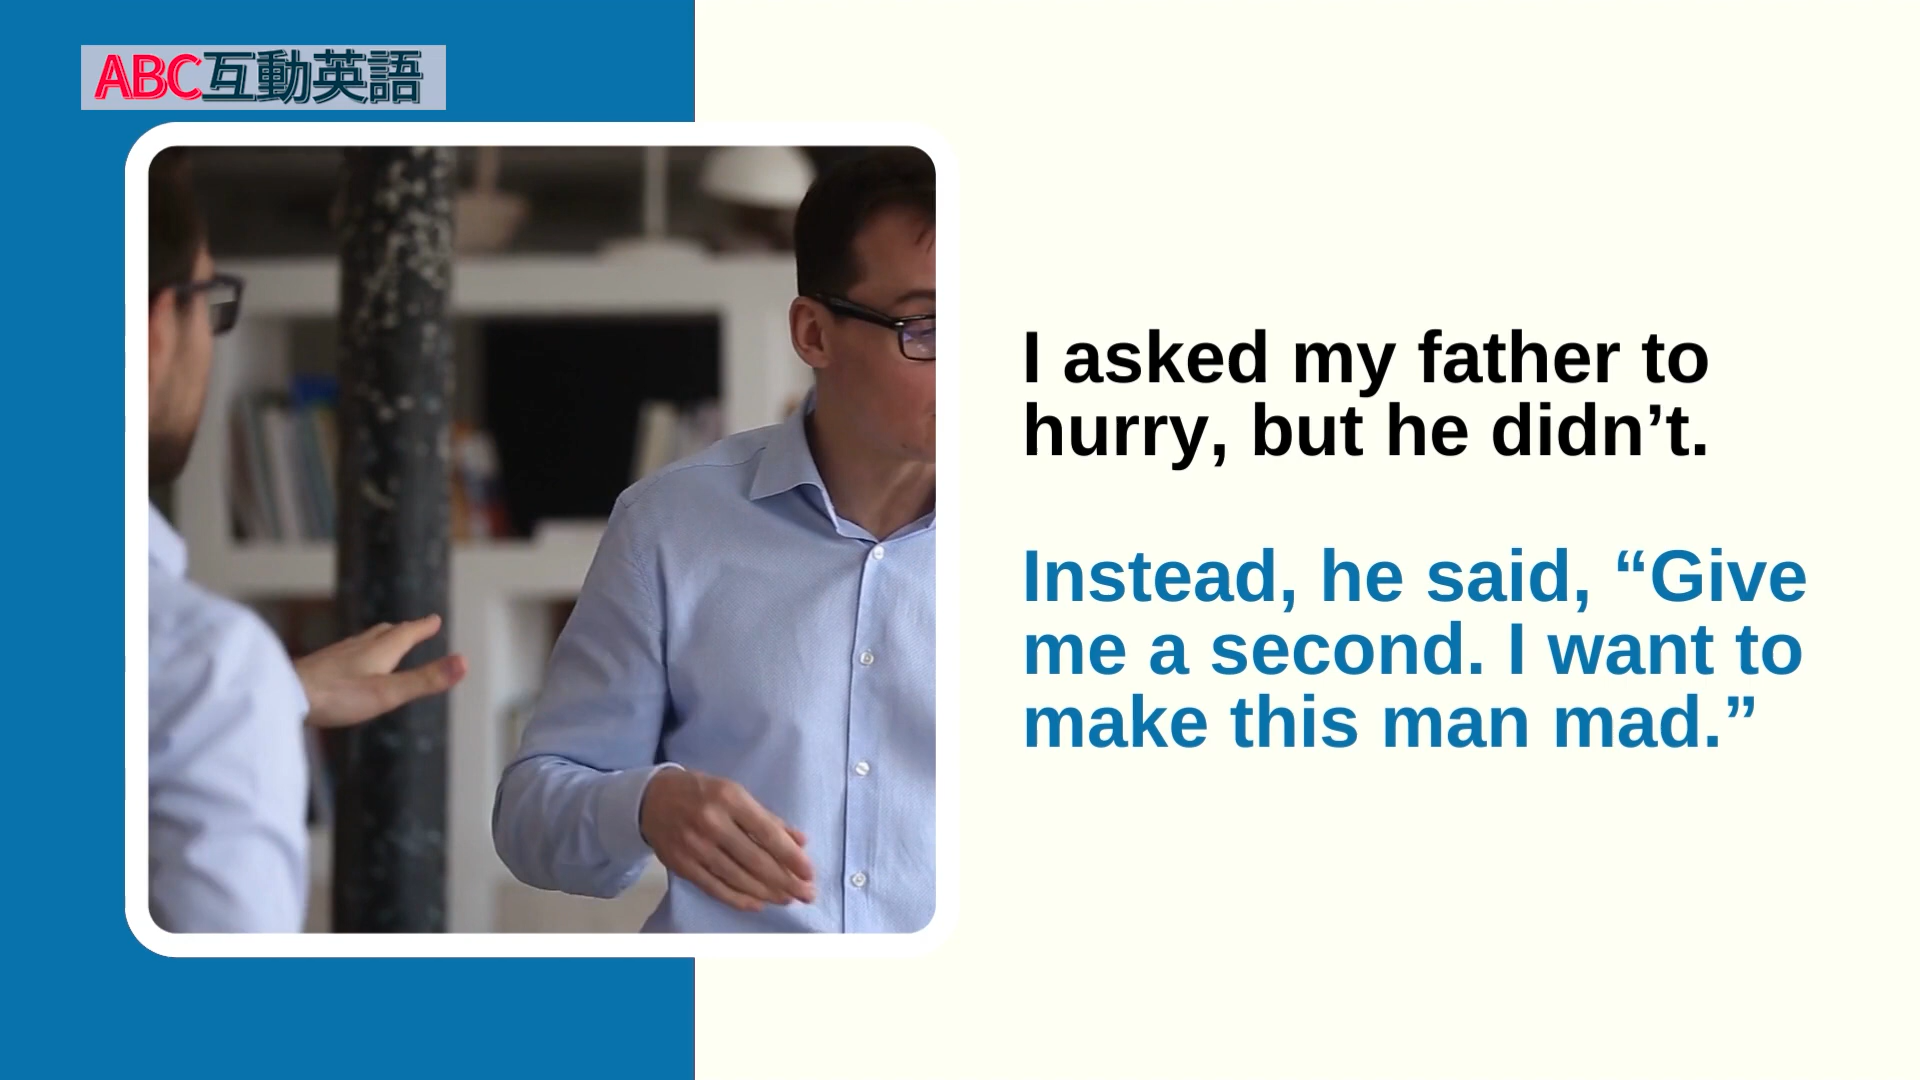 ABC互動英語
I asked my father to
hurry, but he didn’t.
Instead, he said, “Give
me a second. I want to
make this man mad.”